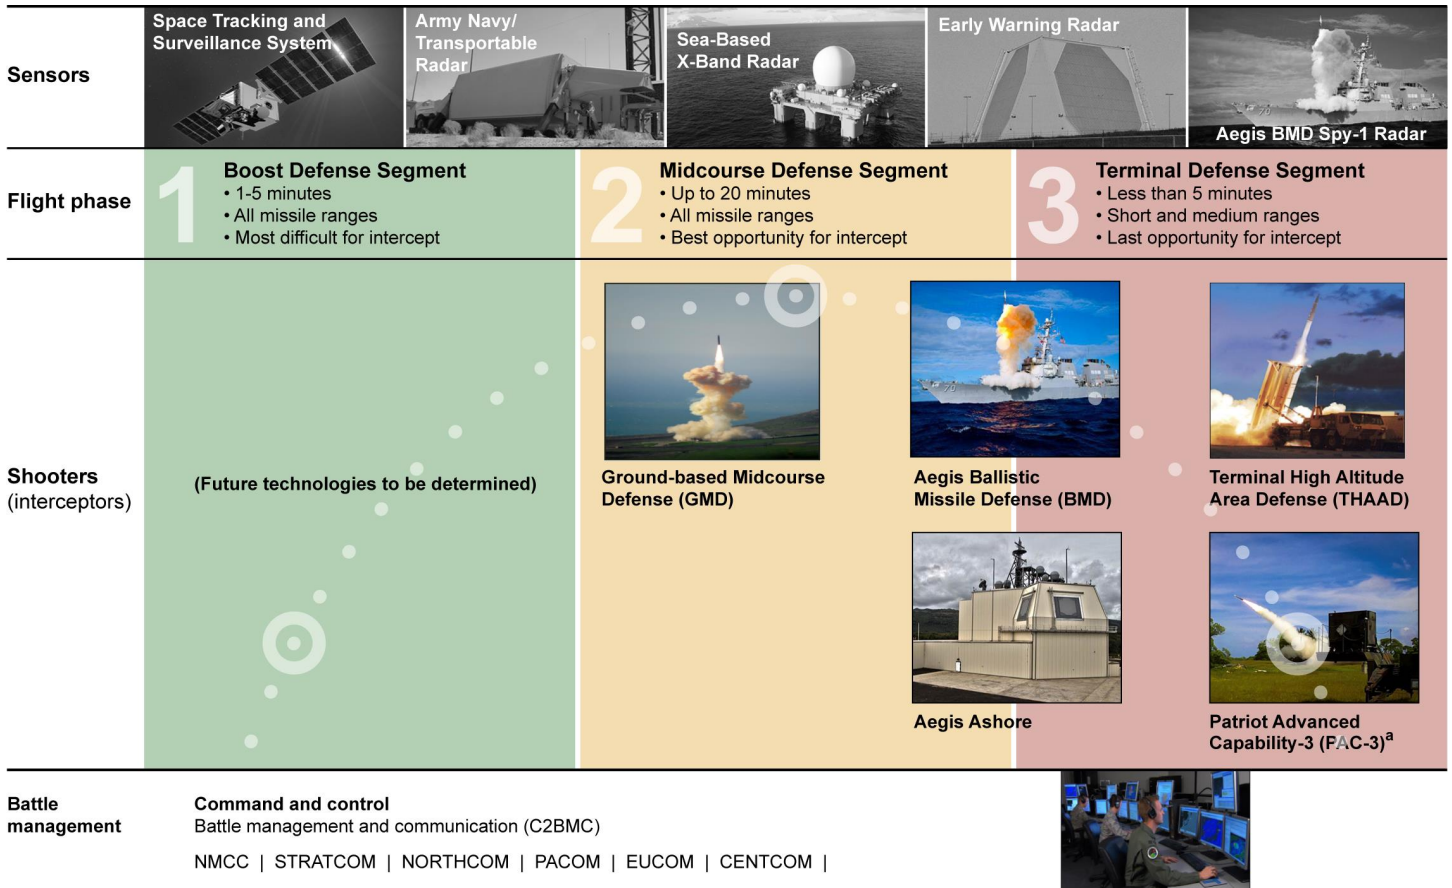 Sensors
Space Tracking and
Surveillance System
Army Navy/
Transportable
Radar
Sea-Based
X-Band Radar
Early Warning Radar
Aegis BMD Spy-1 Radar
Flight phase
1
Boost Defense Segment
• 1-5 minutes
• All missile ranges
• Most difficult for intercept
2
Midcourse Defense Segment
• Up to 20 minutes
• All missile ranges
• Best opportunity for intercept
3
Terminal Defense Segment
• Less than 5 minutes
• Short and medium ranges
• Last opportunity for intercept
Shooters
(interceptors)
(Future technologies to be determined)
70
Ground-based Midcourse
Defense (GMD)
Aegis Ballistic
Missile Defense (BMD)
Terminal High Altitude
Area Defense (THAAD)
Aegis Ashore
Patriot Advanced
Capability-3 (PAC-3)a
Battle
management
Command and control
Battle management and communication (C2BMC)
NMCC | STRATCOM | NORTHCOM | PACOM | EUCOM | CENTCOM |